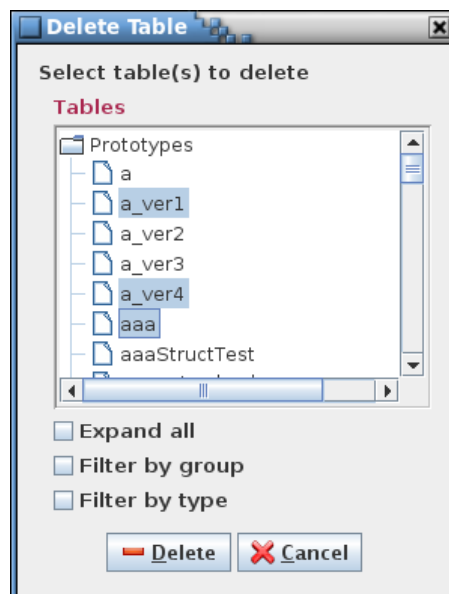 Delete Table
Select table(s) to delete
Tables
Prototypes
a
a_ver1
a_ver2
a_ver3
a_ver4
aaa
aaaStructTest
Expand all
Filter by group
Filter by type
Delete Cancel